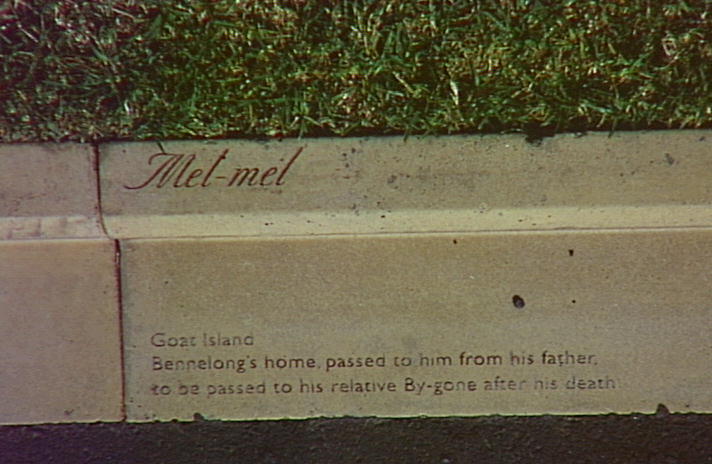 Mel-mel
Goat Island
Bennelong's home, passed to him from his father,
to be passed to his relative By-gone after his death